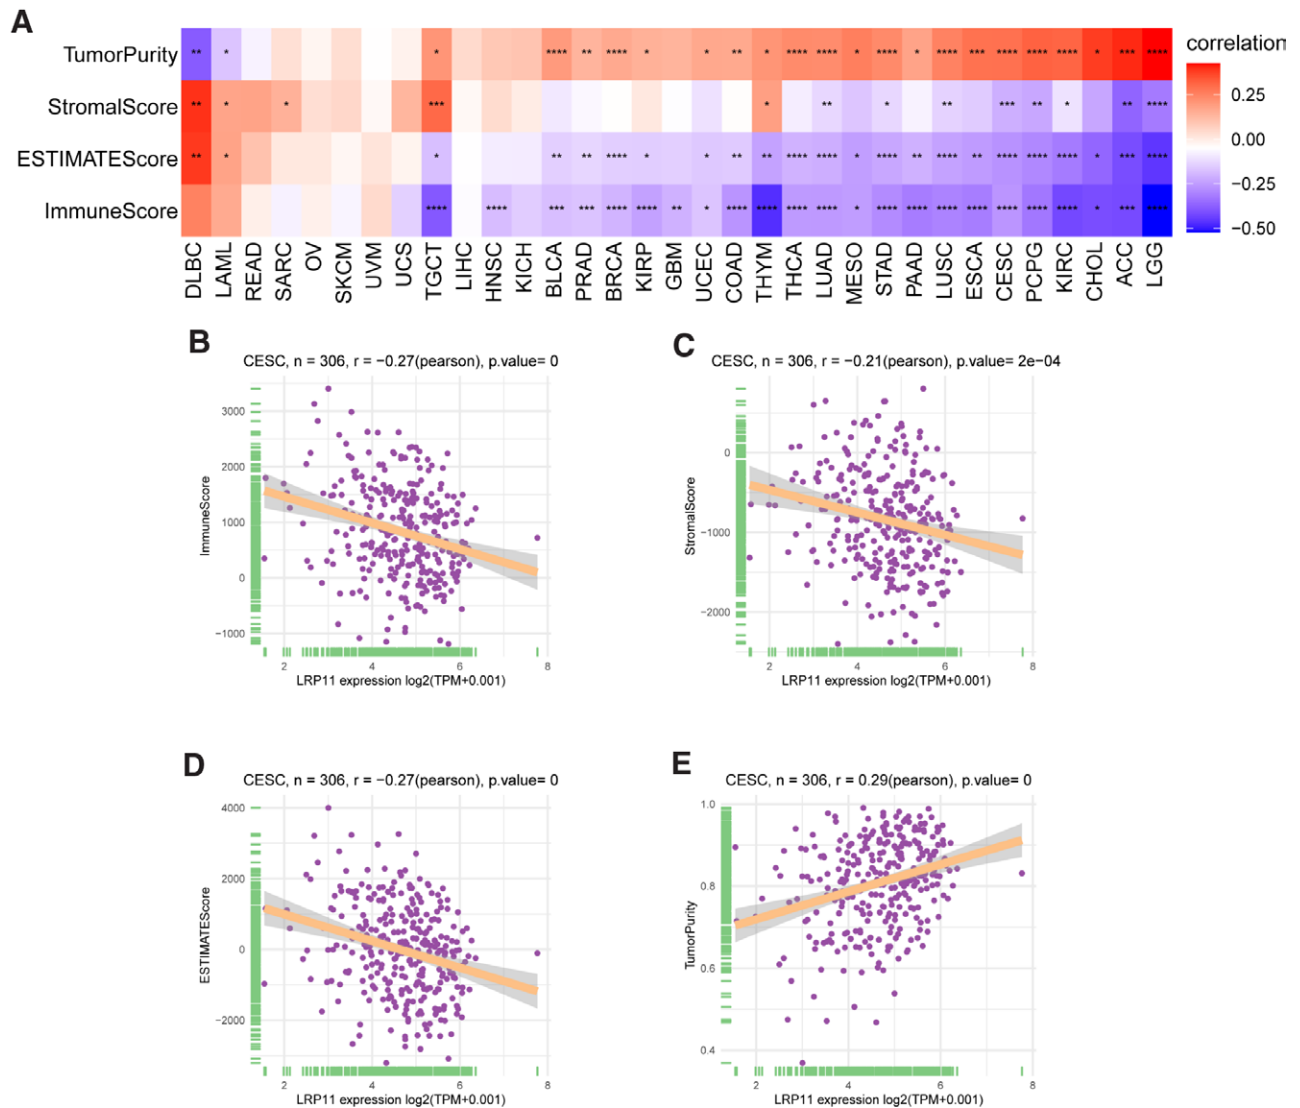 A
TumorPurity ** * * **** ** **** * * ** * **** **** * **** * **** *** **** **** **** * *** ****
StromalScore ** * * *** * ** * ** *** ** * ** ****
ESTIMATEScore ** * * ** ** **** * * ** ** **** **** * **** ** **** ** **** **** **** * *** ****
ImmuneScore **** **** *** *** **** **** ** * **** **** **** **** * **** **** **** **** **** **** **** * *** ****
DLBC LAML READ SARC OV SKCM UVM UCS TGCT LIHC HNSC KICH BLCA PRAD BRCA KIRP GBM UCEC COAD THYM THCA LUAD MESO STAD PAAD LUSC ESCA CESC PCPG KIRC CHOL ACC LGG
correlation
0.25
0.00
−0.25
−0.50
B
CESC, n = 306, r = −0.27(pearson), p.value= 0
ImmuneScore
3000
2000
1000
0
−1000
2 4 6 8
LRP11 expression log2(TPM+0.001)
C
CESC, n = 306, r = −0.21(pearson), p.value= 2e−04
StromalScore
0
−1000
−2000
2 4 6 8
LRP11 expression log2(TPM+0.001)
D
CESC, n = 306, r = −0.27(pearson), p.value= 0
ESTIMATEScore
4000
2000
0
−2000
2 4 6 8
LRP11 expression log2(TPM+0.001)
E
CESC, n = 306, r = 0.29(pearson), p.value= 0
TumorPurity
1.0
0.8
0.6
0.4
2 4 6 8
LRP11 expression log2(TPM+0.001)